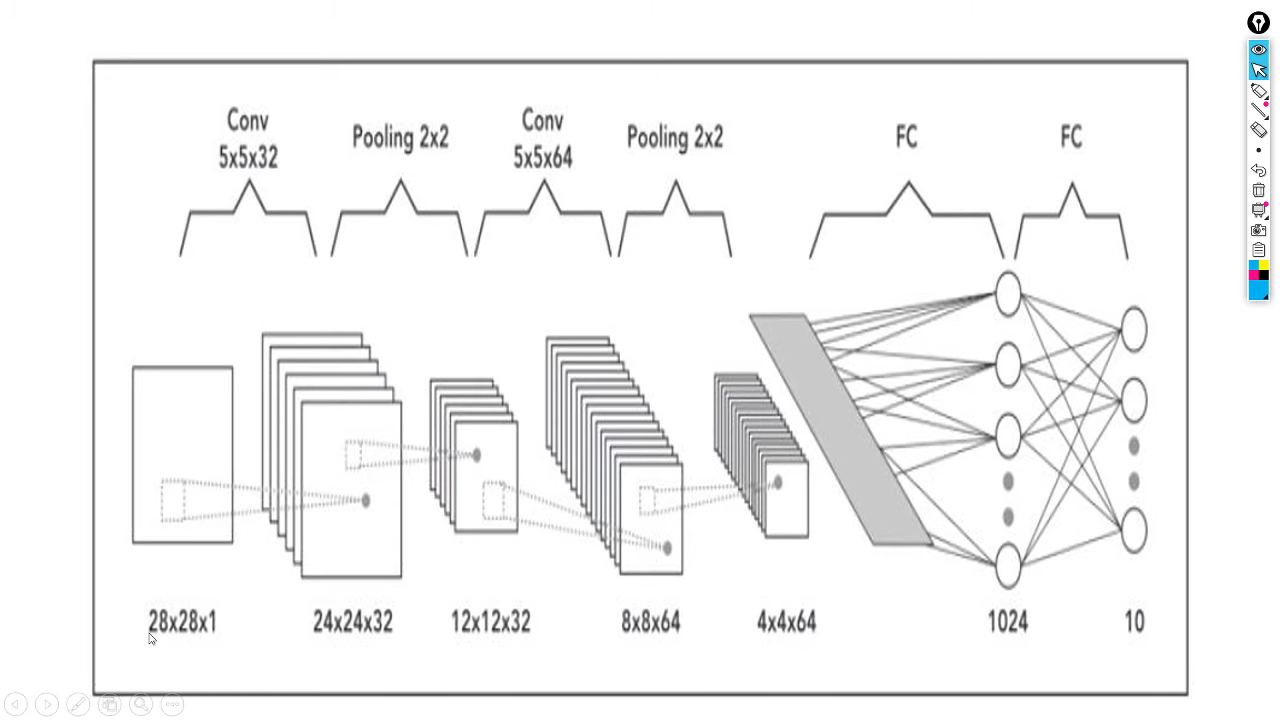 Conv
5x5x32
Pooling 2x2
Conv
5x5x64
Pooling 2x2
FC
FC
28x28x1
24x24x32
12x12x32
8x8x64
4x4x64
1024
10